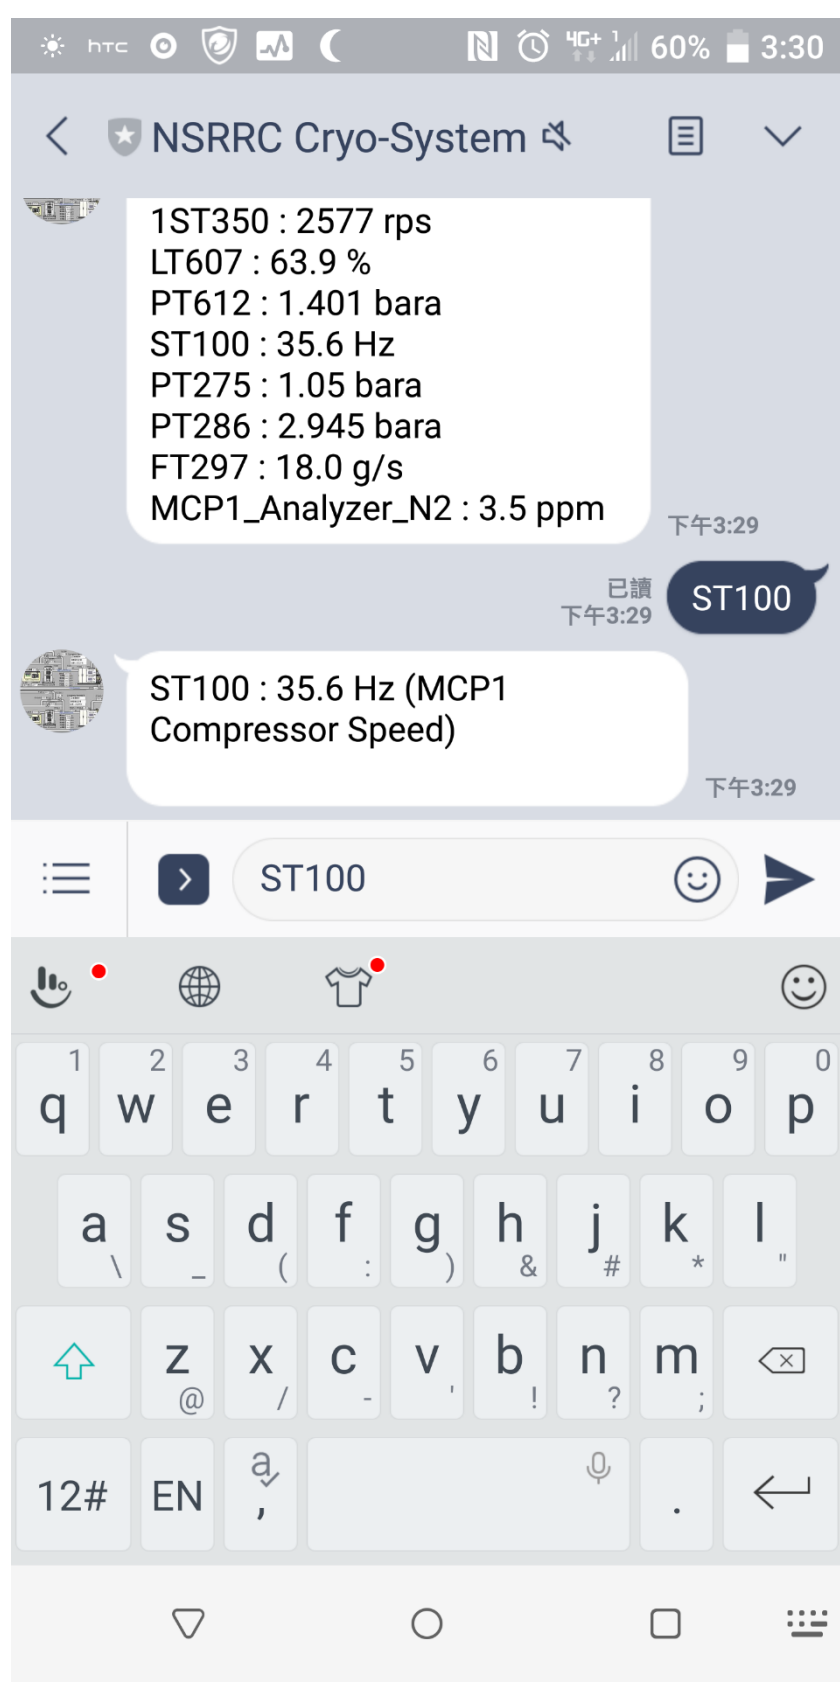 hTC 4G+ 1 60% 3:30
NSRRC Cryo-System
1ST350 : 2577 rps
LT607 : 63.9 %
PT612 : 1.401 bara
ST100 : 35.6 Hz
PT275 : 1.05 bara
PT286 : 2.945 bara
FT297 : 18.0 g/s
MCP1_Analyzer_N2 : 3.5 ppm
下午3:29
已讀
下午3:29
ST100
ST100 : 35.6 Hz (MCP1
Compressor Speed)
下午3:29
ST100
1 2 3 4 5 6 7 8 9 0
q w e r t y u i o p
a s d f g h j k l
\ _ ( : ) & # * "
z x c v b n m
@ / - ' ! ? ;
12# EN a , .